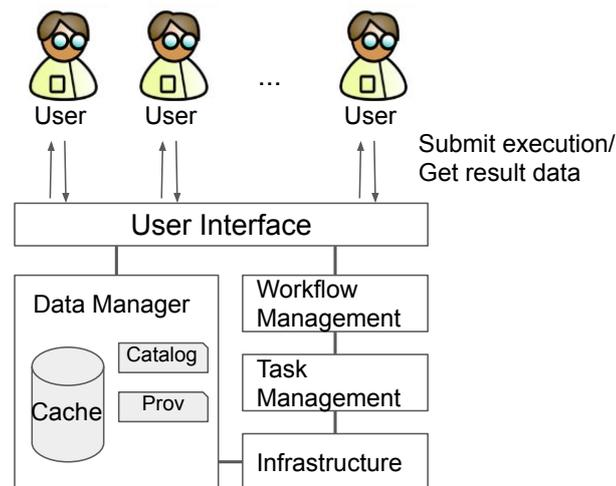 User
User
...
User
Submit execution/
Get result data
User Interface
Data Manager
Catalog
Cache
Prov
Workflow
Management
Task
Management
Infrastructure